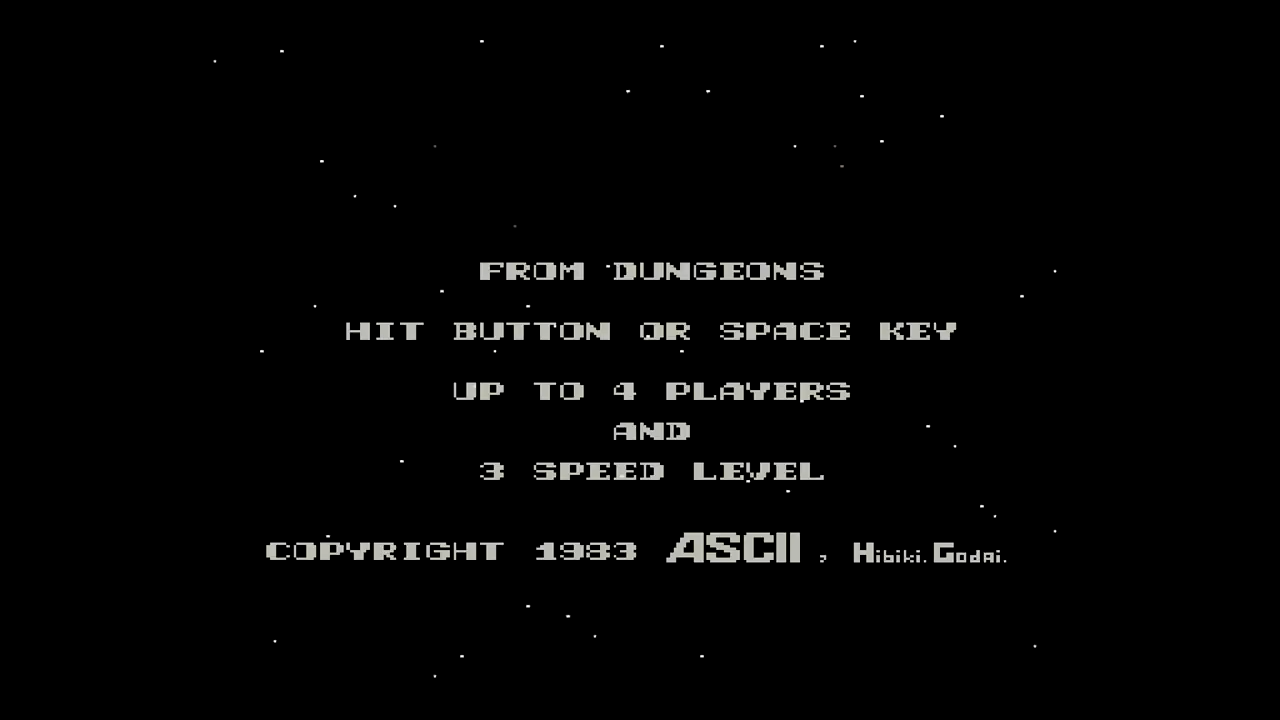 FROM DUNGEONS
HIT BUTTON OR SPACE KEY
UP TO 4 PLAYERS
AND
3 SPEED LEVEL
COPYRIGHT 1983 ASCII , Hibiki. Godai.